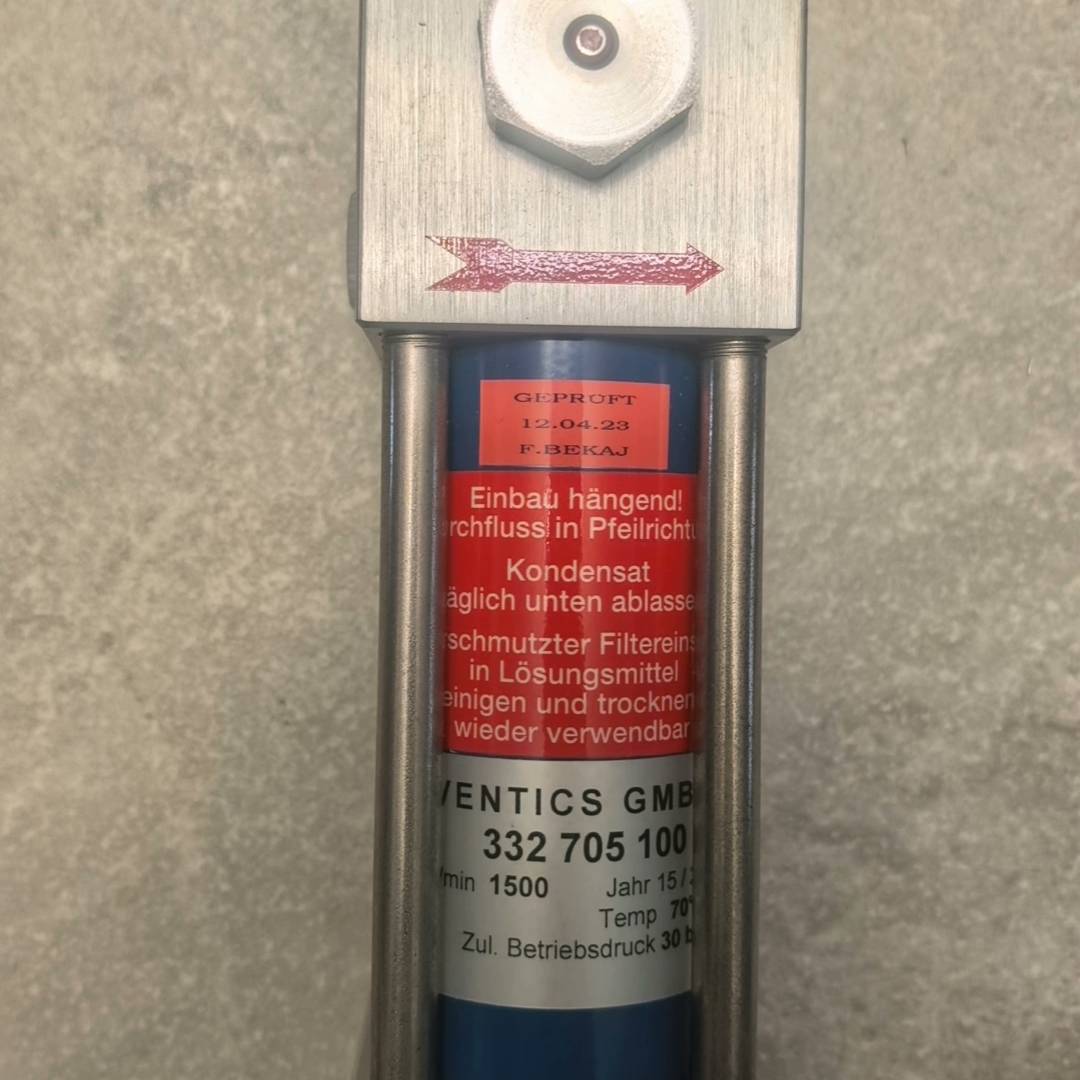 GEPRÜFT
12.04.23
F.BEKAJ
Einbau hängend!
rchfluss in Pfeilrichtu
Kondensat
äglich unten ablasse
rschmutzter Filtereins
in Lösungsmittel
einigen und trocknen
wieder verwendbar
VENTICS GMB
332 705 100
/min 1500 Jahr 15 /
Temp 70°
Zul. Betriebsdruck 30 b